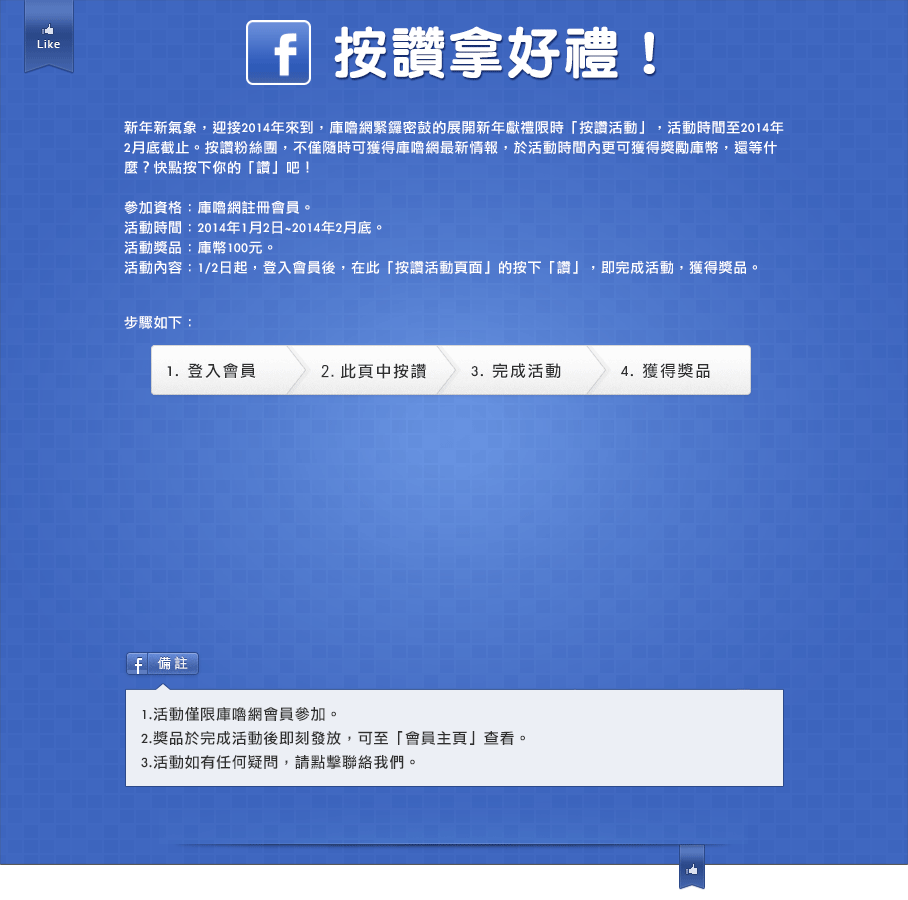 Like
f 按讚拿好禮！
新年新氣象，迎接2014年來到，庫嚕網緊鑼密鼓的展開新年獻禮限時「按讚活動」，活動時間至2014年
2月底截止。按讚粉絲團，不僅隨時可獲得庫嚕網最新情報，於活動時間內更可獲得獎勵庫幣，還等什
麼？快點按下你的「讚」吧！
參加資格：庫嚕網註冊會員。
活動時間：2014年1月2日~2014年2月底。
活動獎品：庫幣100元。
活動內容：1/2日起，登入會員後，在此「按讚活動頁面」的按下「讚」，即完成活動，獲得獎品。
步驟如下：
1. 登入會員 2. 此頁中按讚 3. 完成活動 4. 獲得獎品
f 備註
1.活動僅限庫嚕網會員參加。
2.獎品於完成活動後即刻發放，可至「會員主頁」查看。
3.活動如有任何疑問，請點擊聯絡我們。